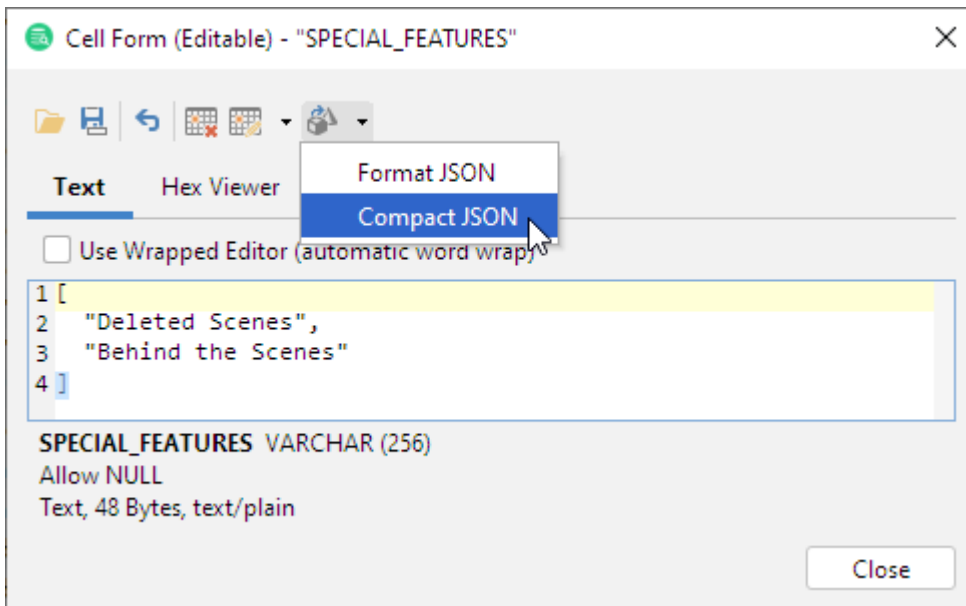 Cell Form (Editable) - "SPECIAL_FEATURES"
Format JSON
Text Hex Viewer
Compact JSON
Use Wrapped Editor (automatic word wrap)
1 [
2 "Deleted Scenes",
3 "Behind the Scenes"
4 ]
SPECIAL_FEATURES VARCHAR (256)
Allow NULL
Text, 48 Bytes, text/plain
Close